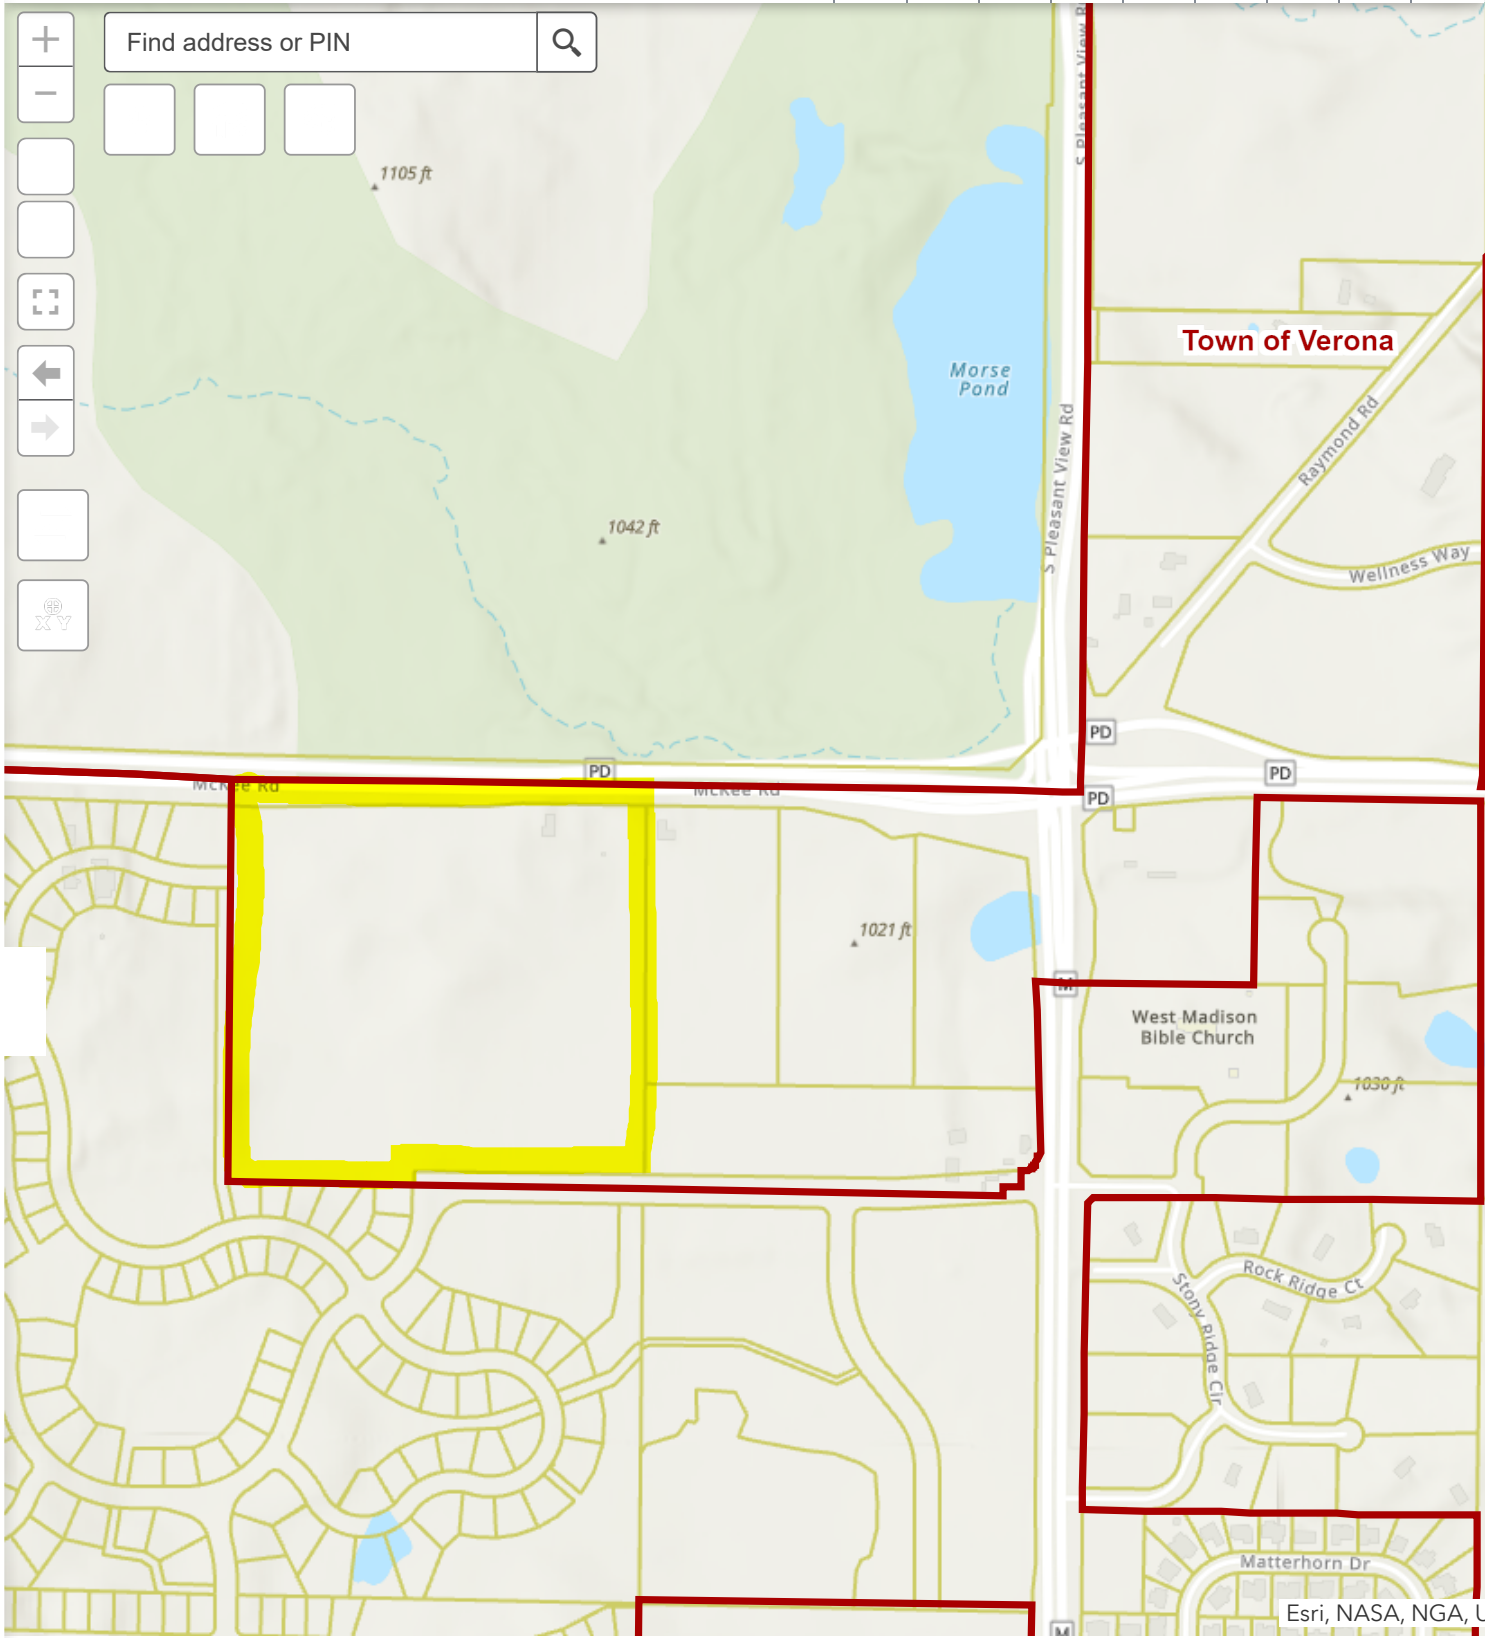 Find address or PIN
S Pleasant View R
1105 ft
Town of Verona
Morse
Pond
Raymond Rd
S Pleasant View Rd
1042 ft
Wellness Way
X Y
PD
PD
PD
McKee Rd
McKee Rd
PD
1021 ft
M
West Madison
Bible Church
1030 ft
Rock Ridge Ct
Stony Ridge Cir
Matterhorn Dr
Esri, NASA, NGA, U
M